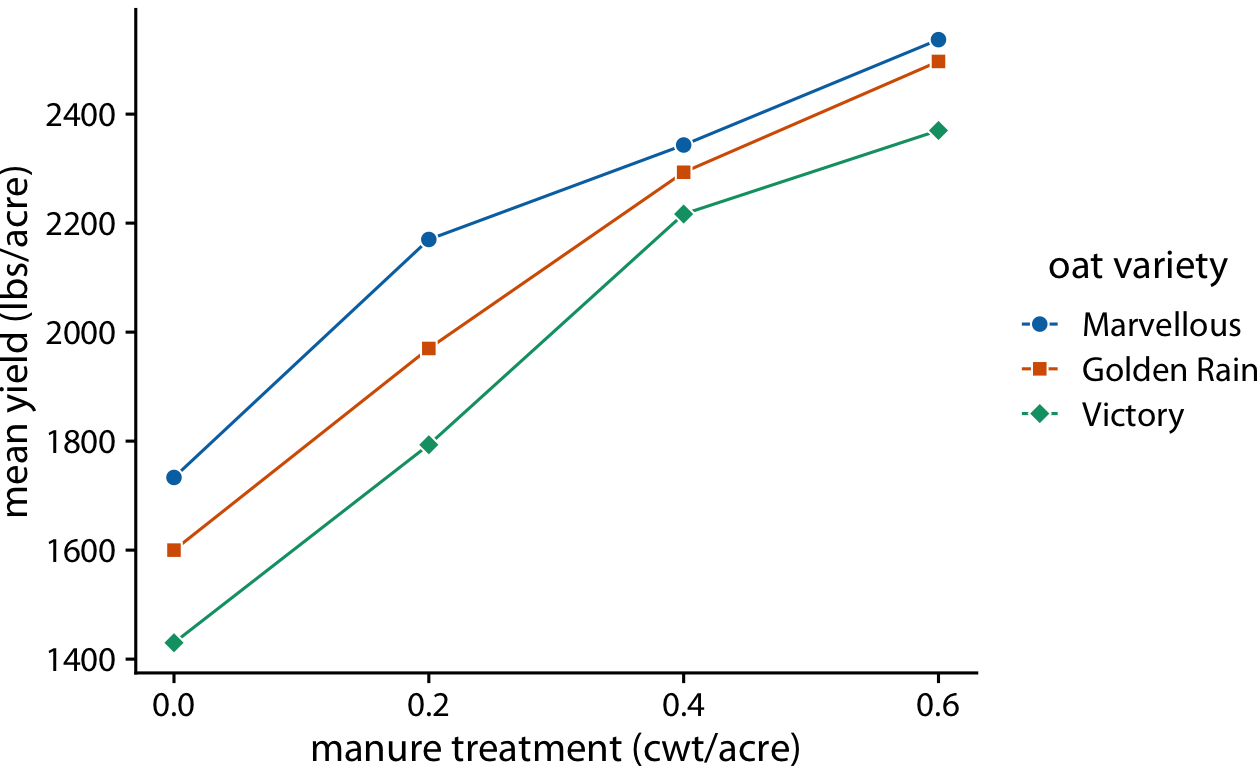 2400
2200
2000
1800
1600
1400
mean yield (lbs/acre)
0.0 0.2 0.4 0.6
manure treatment (cwt/acre)
oat variety
Marvellous
Golden Rain
Victory